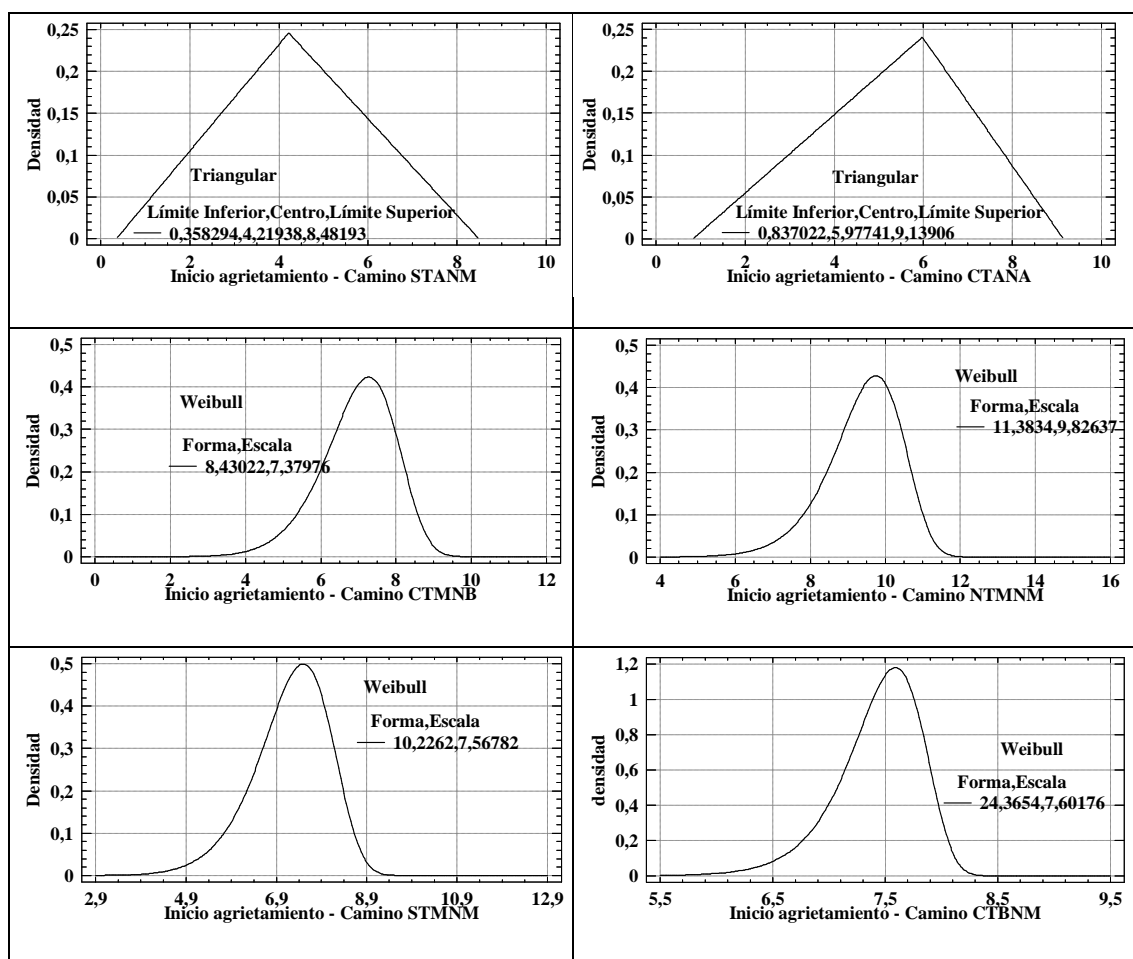 0,25
0,2
0,15
0,1
0,05
0
Densidad
Triangular
Límite Inferior,Centro,Límite Superior
0,358294,4,21938,8,48193
0 2 4 6 8 10
Inicio agrietamiento - Camino STANM
0,25
0,2
0,15
0,1
0,05
0
Densidad
Triangular
Límite Inferior,Centro,Límite Superior
0,837022,5,97741,9,13906
0 2 4 6 8 10
Inicio agrietamiento - Camino CTANA
0,5
0,4
0,3
0,2
0,1
0
Densidad
Weibull
Forma,Escala
8,43022,7,37976
0 2 4 6 8 10 12
Inicio agrietamiento - Camino CTMNB
0,5
0,4
0,3
0,2
0,1
0
Densidad
Weibull
Forma,Escala
11,3834,9,82637
4 6 8 10 12 14 16
Inicio agrietamiento - Camino NTMNM
0,5
0,4
0,3
0,2
0,1
0
Densidad
Weibull
Forma,Escala
10,2262,7,56782
2,9 4,9 6,9 8,9 10,9 12,9
Inicio agrietamiento - Camino STMNM
1,2
1
0,8
0,6
0,4
0,2
0
densidad
Weibull
Forma,Escala
24,3654,7,60176
5,5 6,5 7,5 8,5 9,5
Inicio agrietamiento - Camino CTBNM